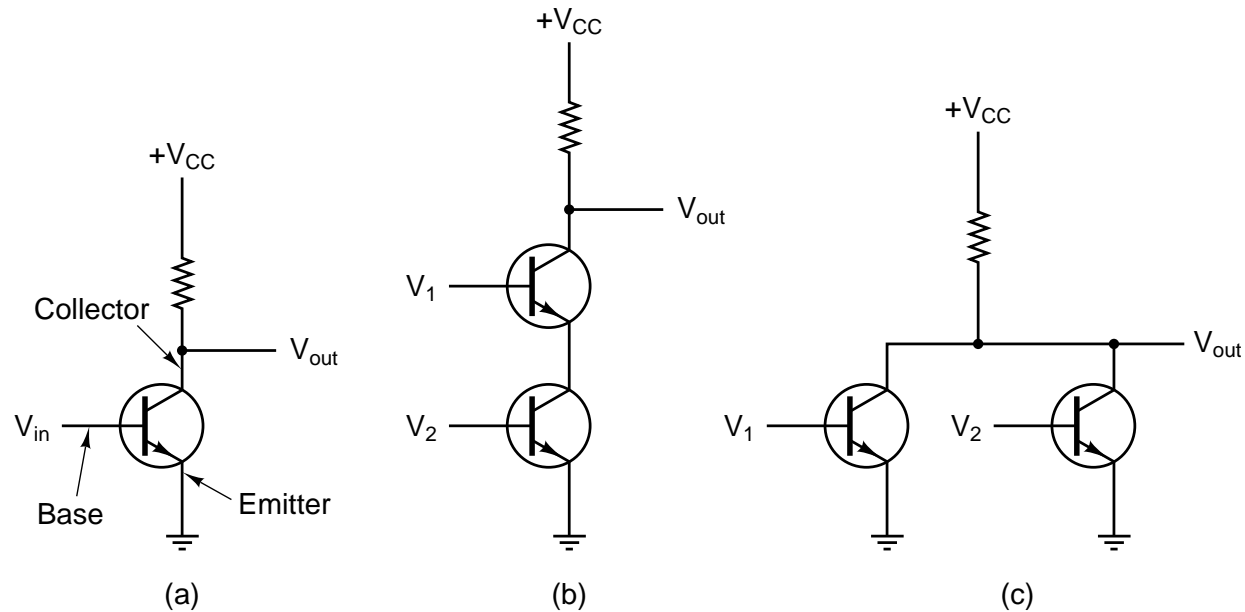 +VCC
Collector
Vout
Vin
Base
Emitter
(a)
+VCC
Vout
V1
V2
(b)
+VCC
Vout
V1
V2
(c)